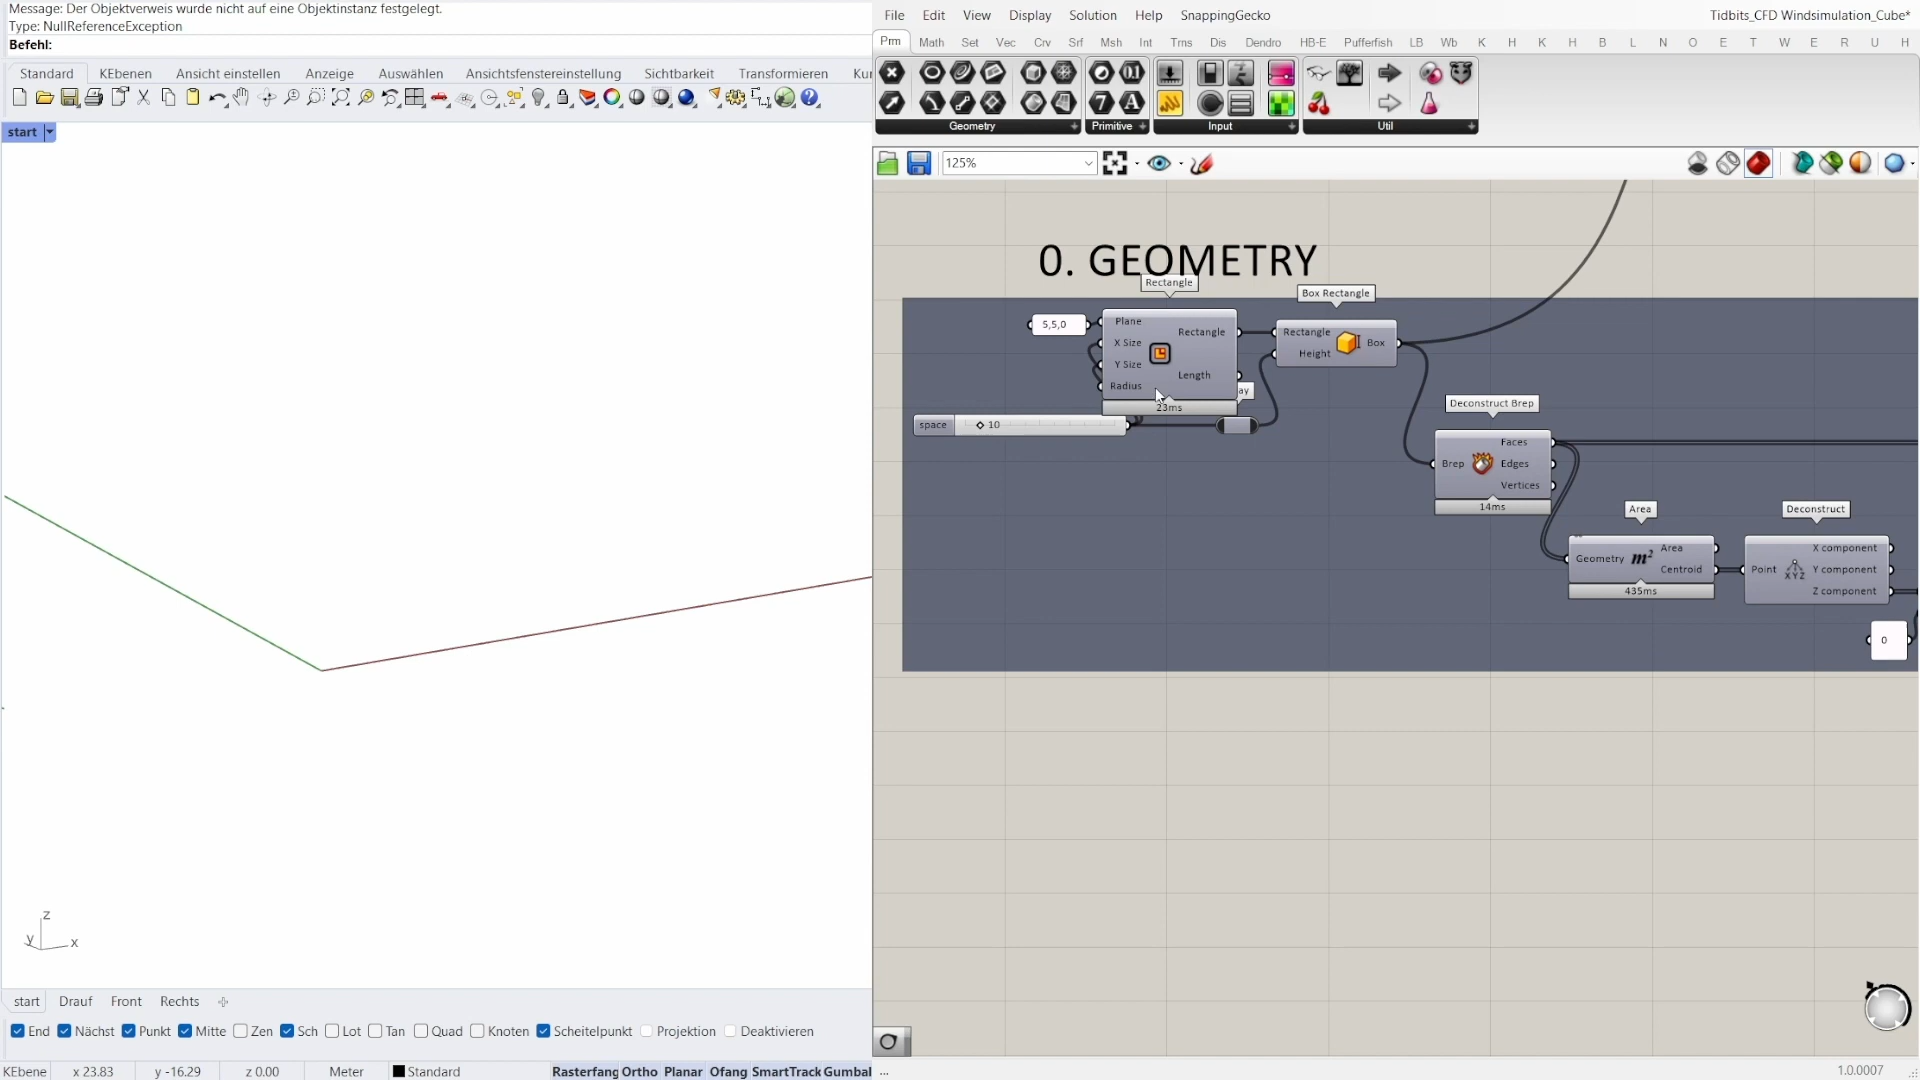 Message: Der Objektverweis wurde nicht auf eine Objektinstanz festgelegt.
Type: NullReferenceException
Befehl:
Standard KEbenen Ansicht einstellen Anzeige Auswählen Ansichtsfenstereinstellung Sichtbarkeit Transformieren Ku
start
File Edit View Display Solution Help SnappingGecko Tidbits_CFD Windsimulation_Cube*
Prm Math Set Vec Crv Srf Msh Int Trns Dis Dendro HB-E Pufferfish LB Wb K H K H B L N O E T W E R U H
Geometry Primitive Input Util
125%
0. GEOMETRY
Rectangle
Box Rectangle
5,5,0
Plane
X Size
Y Size
Radius
Rectangle
Length
23ms
Rectangle
Height
Box
ay
space 10
Deconstruct Brep
Brep
Faces
Edges
Vertices
14ms
Area
Geometry
m²
Area
Centroid
435ms
Deconstruct
Point
XYZ
X component
Y component
Z component
0
z
y
x
start Drauf Front Rechts
End Nächst Punkt Mitte Zen Sch Lot Tan Quad Knoten Scheitelpunkt Projektion Deaktivieren
KEbene x 23.83 y -16.29 z 0.00 Meter Standard Rasterfang Ortho Planar Ofang SmartTrack Gumbal
... 1.0.0007